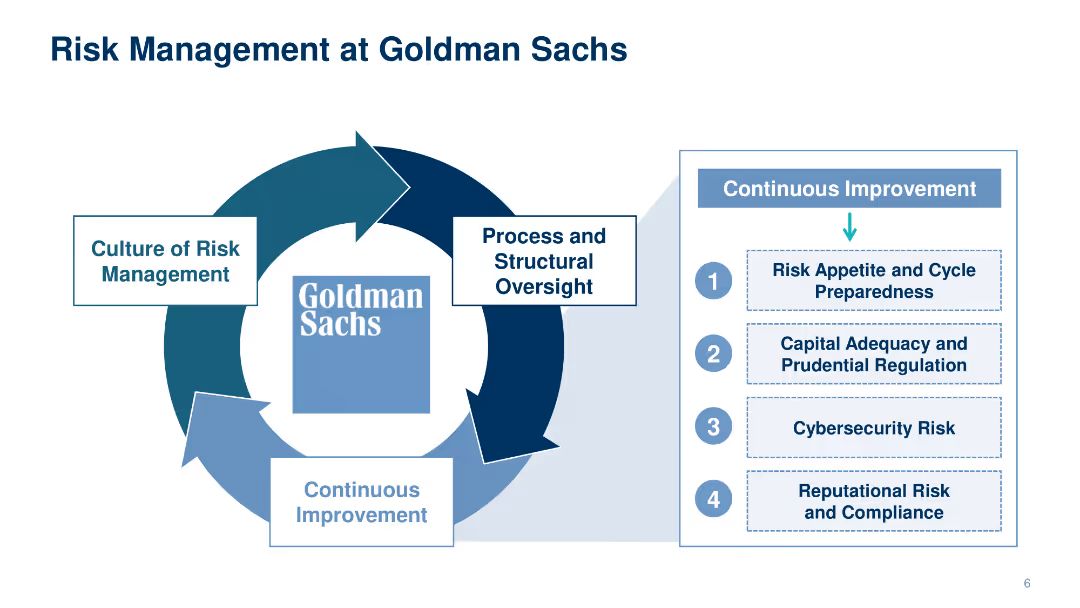 Risk Management at Goldman Sachs
Culture of Risk
Management
Process and
Structural
Oversight
Goldman
Sachs
Continuous
Improvement
Continuous Improvement
1
Risk Appetite and Cycle
Preparedness
2
Capital Adequacy and
Prudential Regulation
3
Cybersecurity Risk
4
Reputational Risk
and Compliance
6